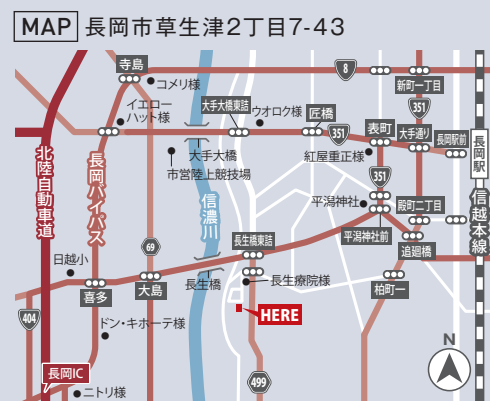 MAP 長岡市草生津2丁目7-43
寺島
8
コメリ様
新町一丁目
351
イエロー
ハット様
大手大橋東詰
ウオロク様
匠橋
351
表町
大手通り
長岡駅前
長岡駅
大手大橋
市営陸上競技場
紅屋重正様
351
北陸自動車道
長岡バイパス
信濃川
平潟神社
殿町二丁目
信越本線
69
長生橋東詰
平潟神社前
追廻橋
日越小
喜多
大島
長生橋
長生療院様
柏町一
404
ドン・キホーテ様
HERE
N
長岡IC
ニトリ様
499